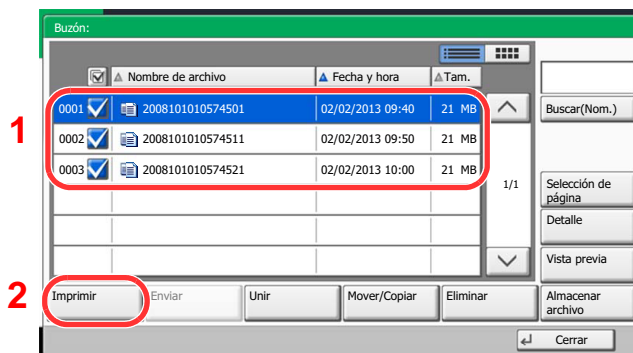 Buzón:
Nombre de archivo Fecha y hora Tam.
1
0001 2008101010574501 02/02/2013 09:40 21 MB
Buscar(Nom.)
0002 2008101010574511 02/02/2013 09:50 21 MB
0003 2008101010574521 02/02/2013 10:00 21 MB
1/1
Selección de
página
Detalle
Vista previa
2
Imprimir Enviar Unir Mover/Copiar Eliminar
Almacenar
archivo
Cerrar